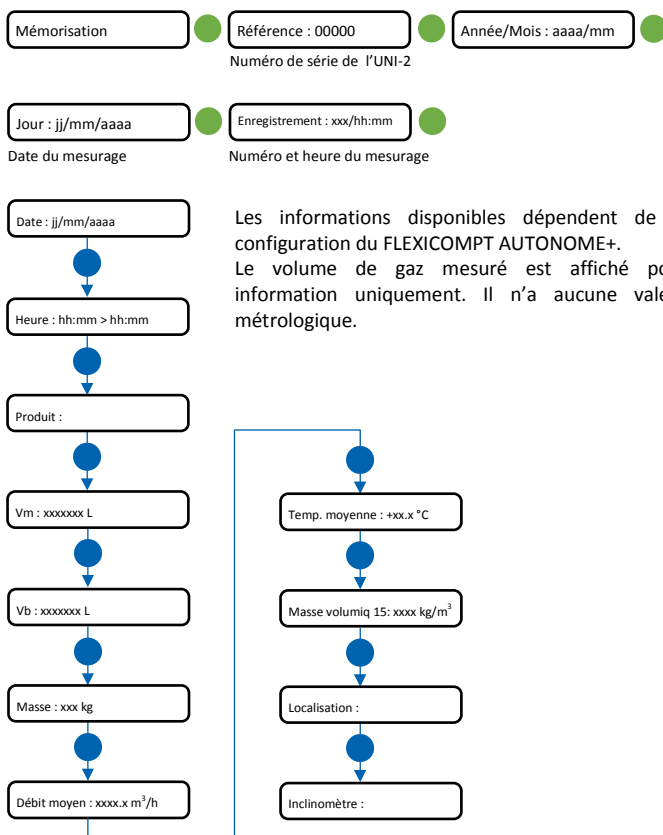 Mémorisation
Référence : 00000
Année/Mois : aaaa/mm
Numéro de série de l’UNI-2
Jour : jj/mm/aaaa
Enregistrement : xxx/hh:mm
Date du mesurage
Numéro et heure du mesurage
Les informations disponibles dépendent de
configuration du FLEXICOMPT AUTONOME+.
Le volume de gaz mesuré est affiché
information uniquement. Il n’a aucune
métrologique.
Date : jj/mm/aaaa
Heure : hh:mm > hh:mm
Produit :
Vm : xxxxxxx L
Vb : xxxxxxx L
Masse : xxx kg
Débit moyen : xxxx.x m³/h
Temp. moyenne : +xx.x °C
Masse volumiq 15: xxxx kg/m³
Localisation :
Inclinomètre :